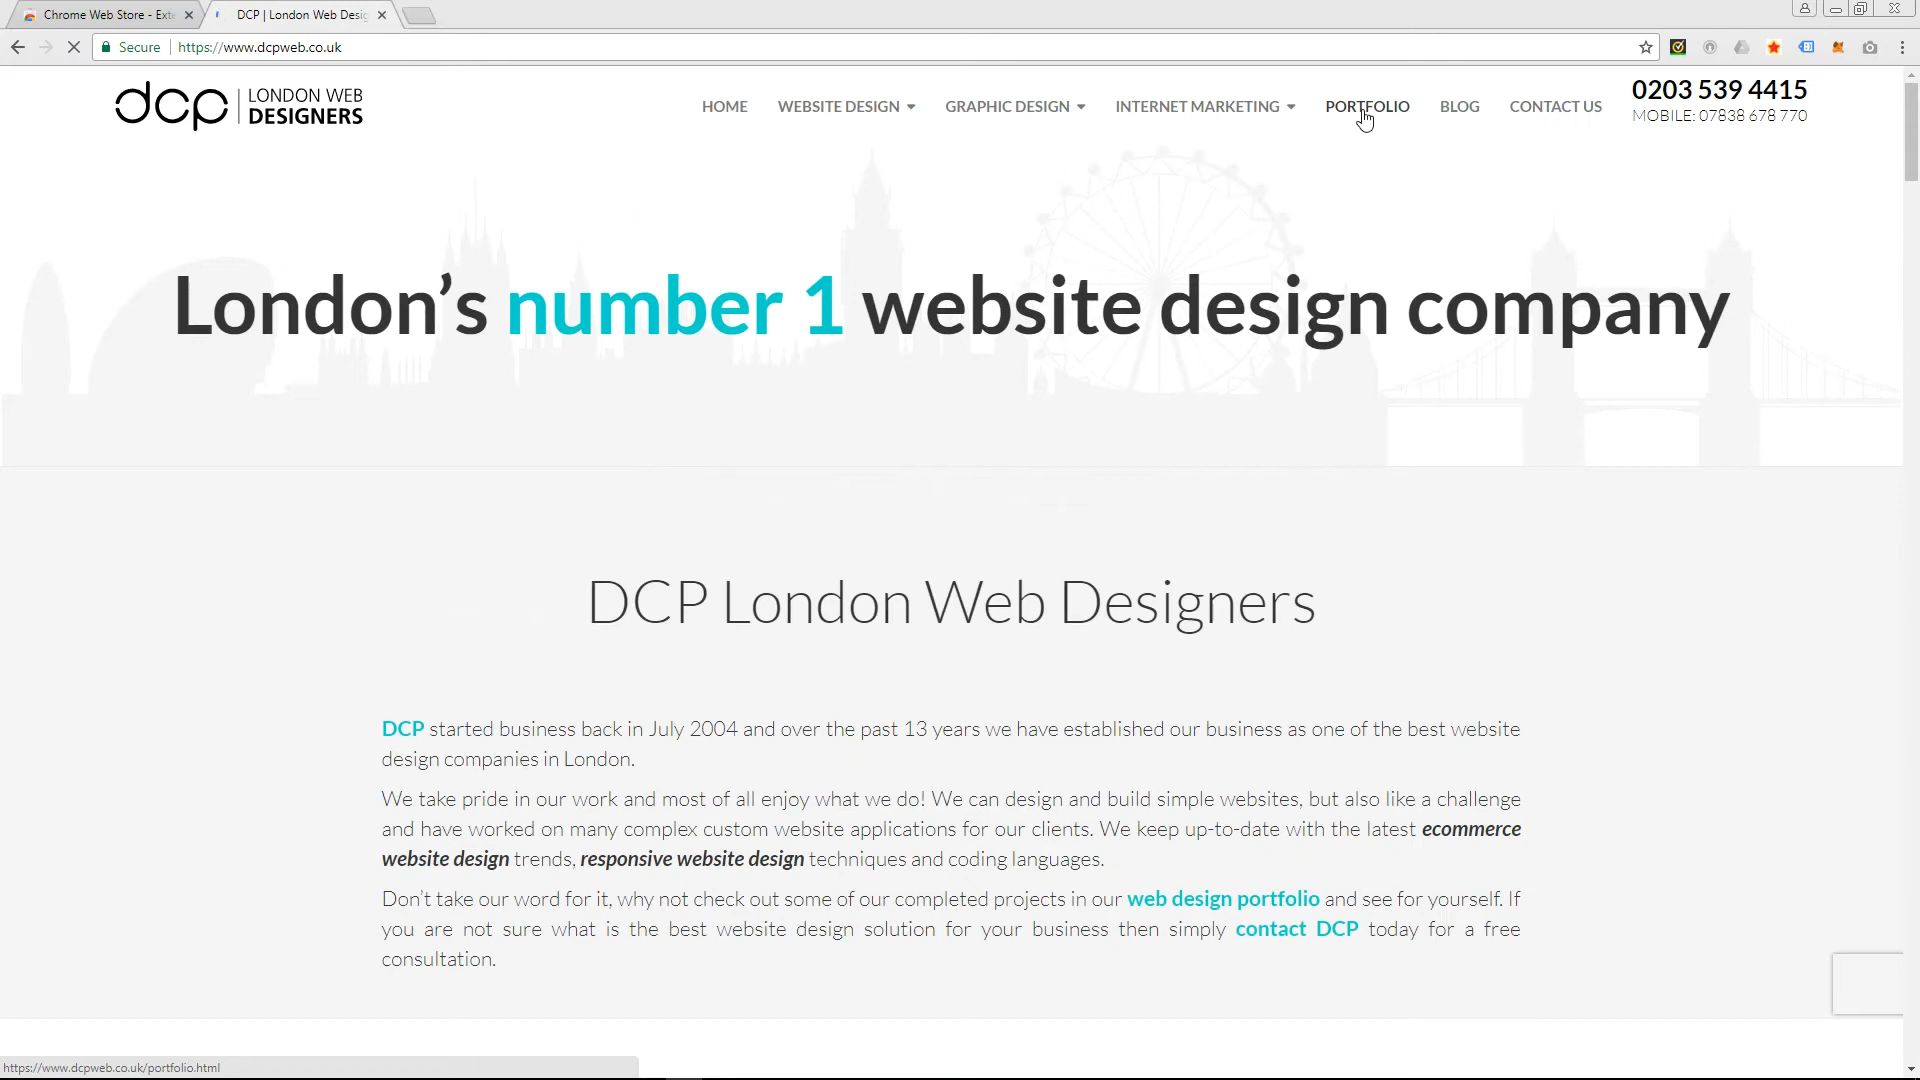 Chrome Web Store - Exte
DCP | London Web Desig
Secure
https://www.dcpweb.co.uk
dcp
LONDON WEB
DESIGNERS
HOME
WEBSITE DESIGN
GRAPHIC DESIGN
INTERNET MARKETING
PORTFOLIO
BLOG
CONTACT US
0203 539 4415
MOBILE: 07838 678 770
London’s number 1 website design company
DCP London Web Designers
DCP started business back in July 2004 and over the past 13 years we have established our business as one of the best website
design companies in London.
We take pride in our work and most of all enjoy what we do! We can design and build simple websites, but also like a challenge
and have worked on many complex custom website applications for our clients. We keep up-to-date with the latest ecommerce
website design trends, responsive website design techniques and coding languages.
Don’t take our word for it, why not check out some of our completed projects in our web design portfolio and see for yourself. If
you are not sure what is the best website design solution for your business then simply contact DCP today for a free
consultation.
https://www.dcpweb.co.uk/portfolio.html